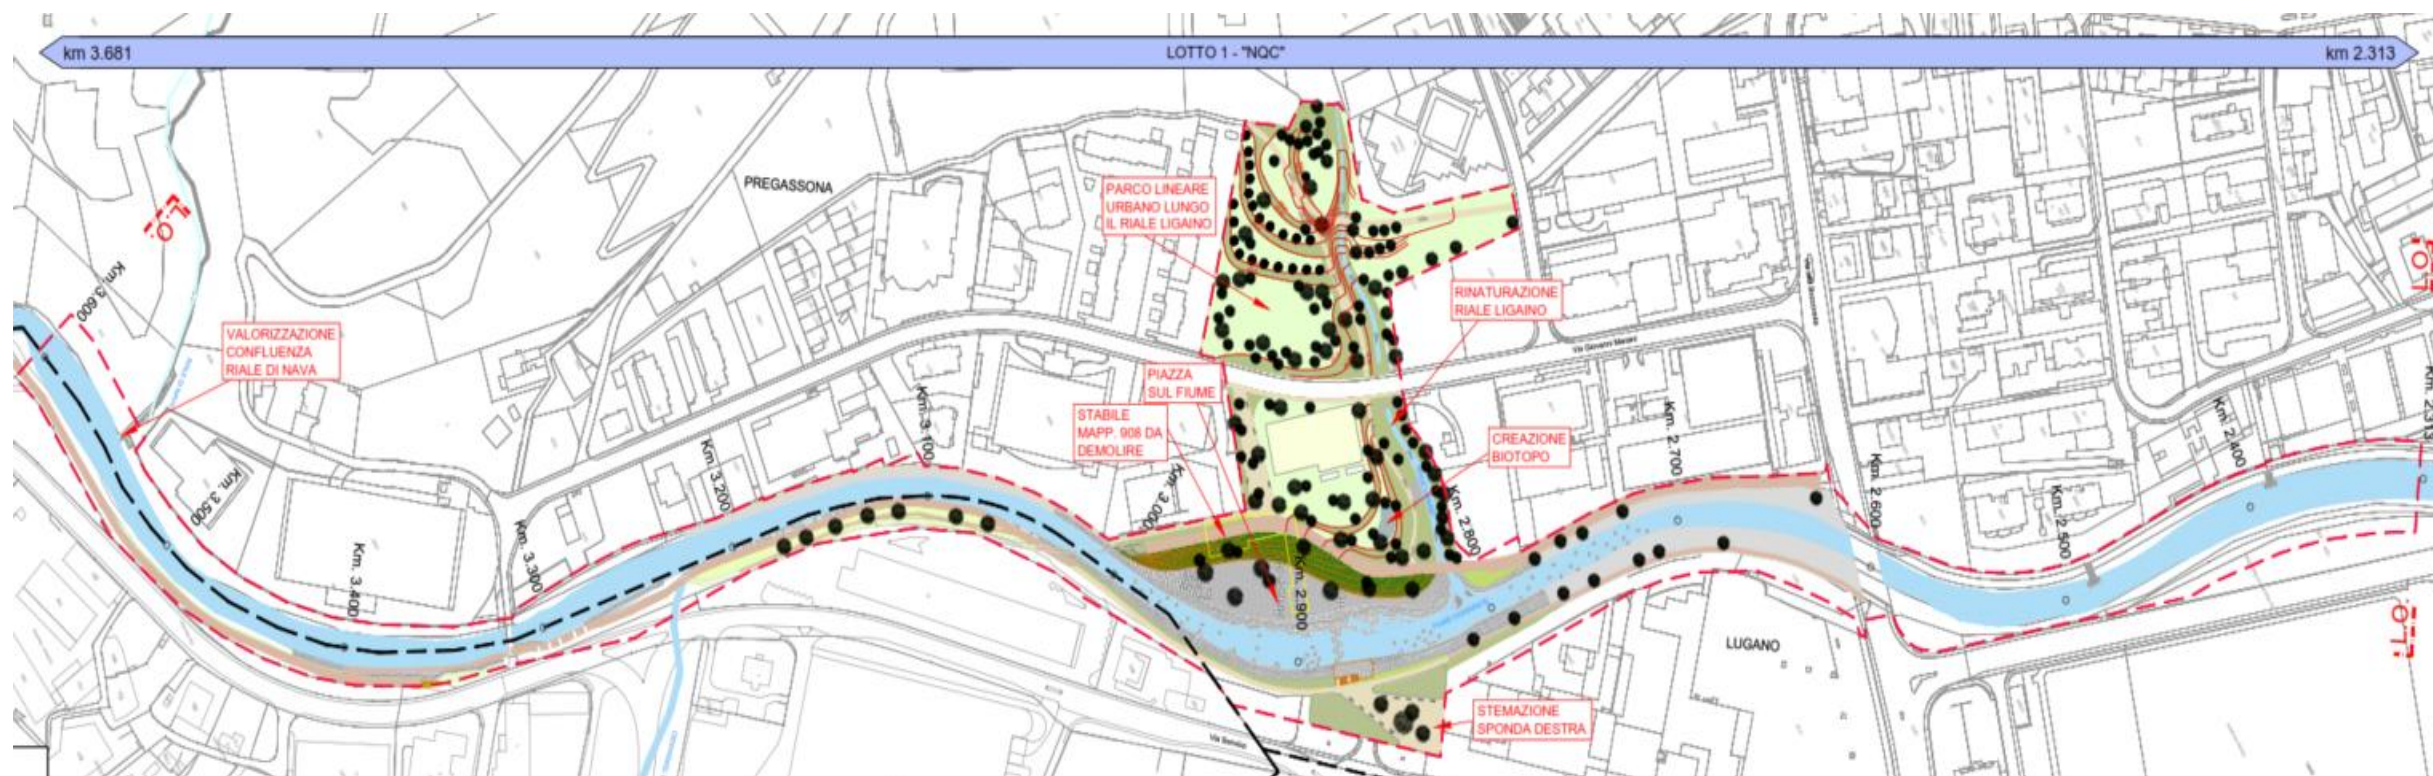 km 3.681
LOTTO 1 - "NQC"
km 2.313
PREGASSONA
PARCO LINEARE
URBANO LUNGO
IL RIALE LIGAINO
RINATURAZIONE
RIALE LIGAINO
Km. 3.600
VALORIZZAZIONE
CONFLUENZA
RIALE DI NAVA
PIAZZA
SUL FIUME
STABILE
MAPP. 908 DA
DEMOLIRE
CREAZIONE
BIOTOPO
Km. 3.500
Km. 3.400
Km. 3.300
Km. 3.200
Km. 3.100
Km. 3.000
Km. 2.900
Km. 2.800
Km. 2.700
Km. 2.600
Km. 2.500
Km. 2.400
Km. 2.313
LUGANO
STEMAZIONE
SPONDA DESTRA